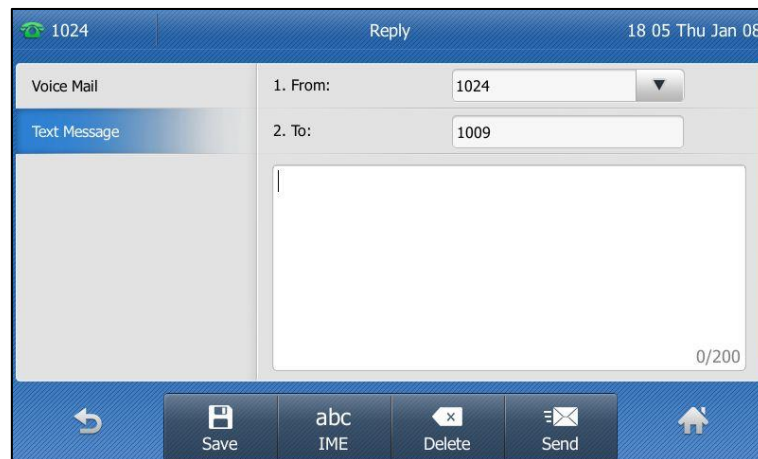 1024 Reply 18 05 Thu Jan 08
Voice Mail
1. From: 1024
Text Message
2. To: 1009
0/200
abc
Save IME Delete Send